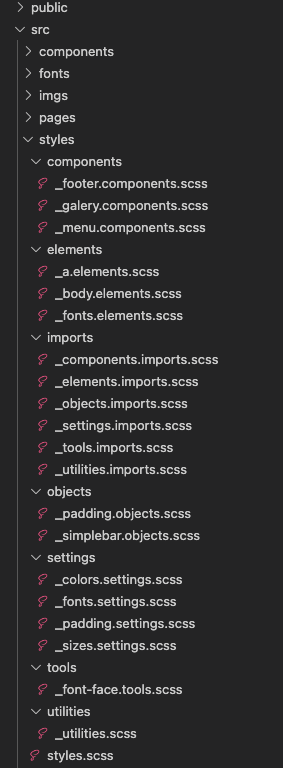 public
src
components
fonts
imgs
pages
styles
components
_footer.components.scss
_galery.components.scss
_menu.components.scss
elements
_a.elements.scss
_body.elements.scss
_fonts.elements.scss
imports
_components.imports.scss
_elements.imports.scss
_objects.imports.scss
_settings.imports.scss
_tools.imports.scss
_utilities.imports.scss
objects
_padding.objects.scss
_simplebar.objects.scss
settings
_colors.settings.scss
_fonts.settings.scss
_padding.settings.scss
_sizes.settings.scss
tools
_font-face.tools.scss
utilities
_utilities.scss
styles.scss